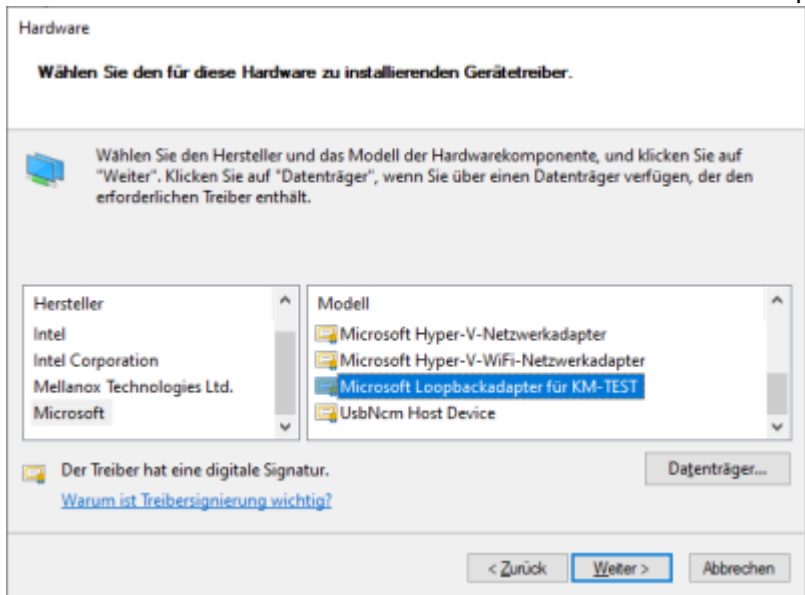 Hardware
Wählen Sie den für diese Hardware zu installierenden Gerätetreiber.
Wählen Sie den Hersteller und das Modell der Hardwarekomponente, und klicken Sie auf
"Weiter". Klicken Sie auf "Datenträger", wenn Sie über einen Datenträger verfügen, der den
erforderlichen Treiber enthält.
Hersteller
Intel
Intel Corporation
Mellanox Technologies Ltd.
Microsoft
Modell
Microsoft Hyper-V-Netzwerkadapter
Microsoft Hyper-V-WiFi-Netzwerkadapter
Microsoft Loopbackadapter für KM-TEST
UsbNcm Host Device
Der Treiber hat eine digitale Signatur.
Warum ist Treibersignierung wichtig?
Datenträger...
< Zurück
Weiter >
Abbrechen